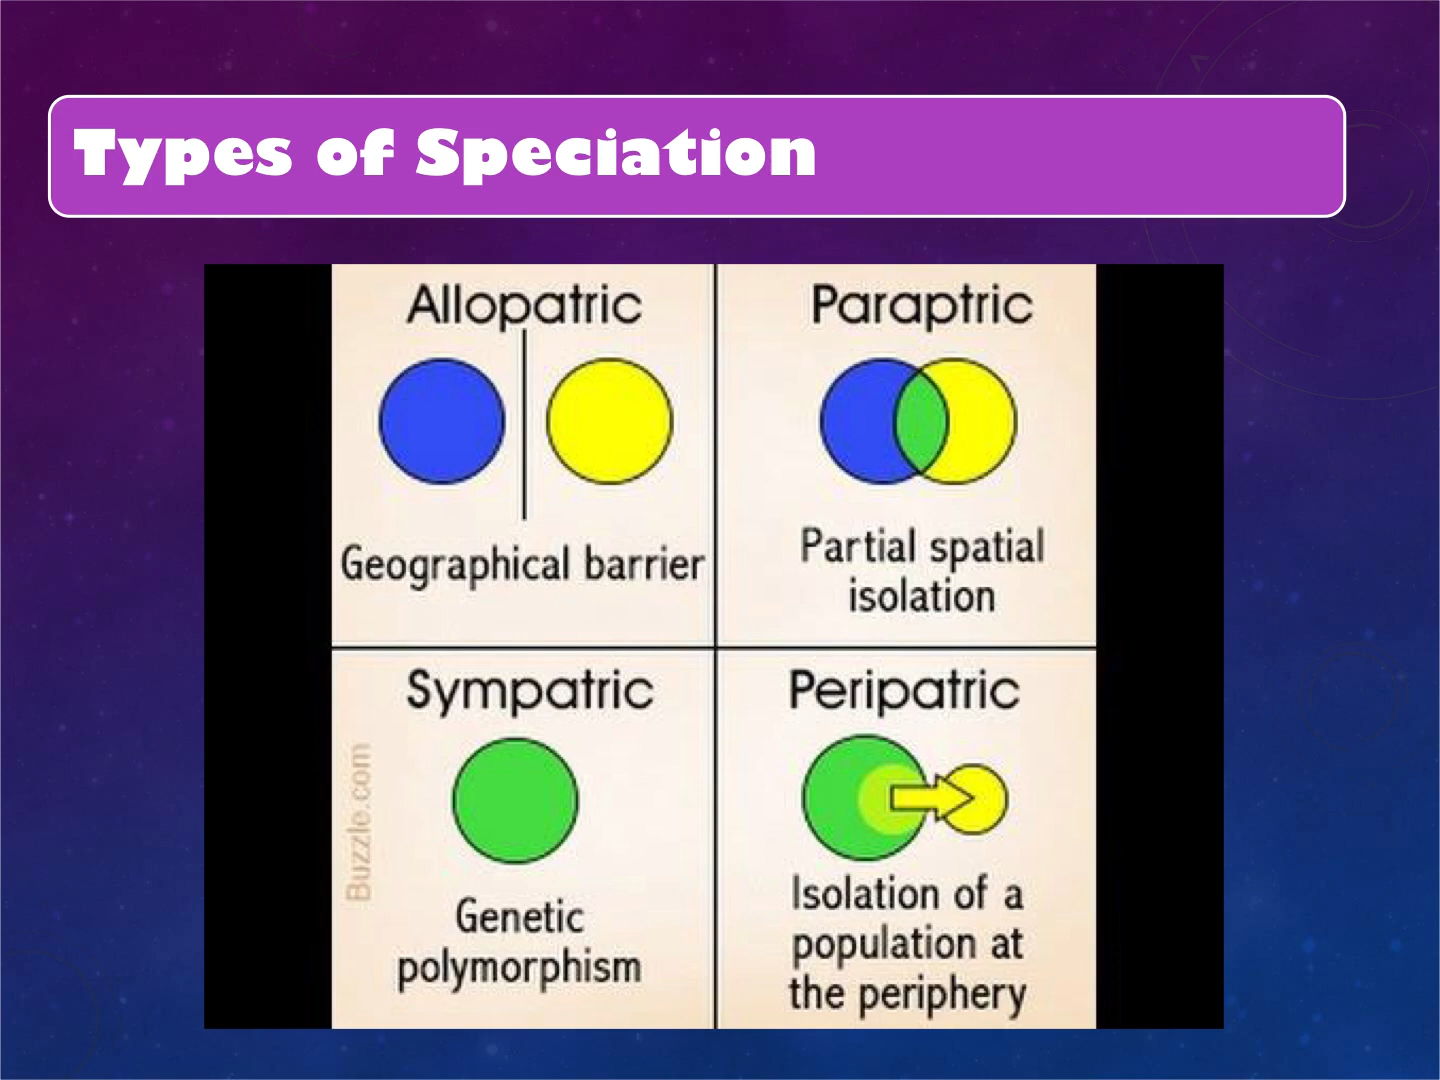 Types of Speciation
Allopatric
Geographical barrier
Paraptric
Partial spatial
isolation
Sympatric
Buzzle.com
Genetic
polymorphism
Peripatric
Isolation of a
population at
the periphery